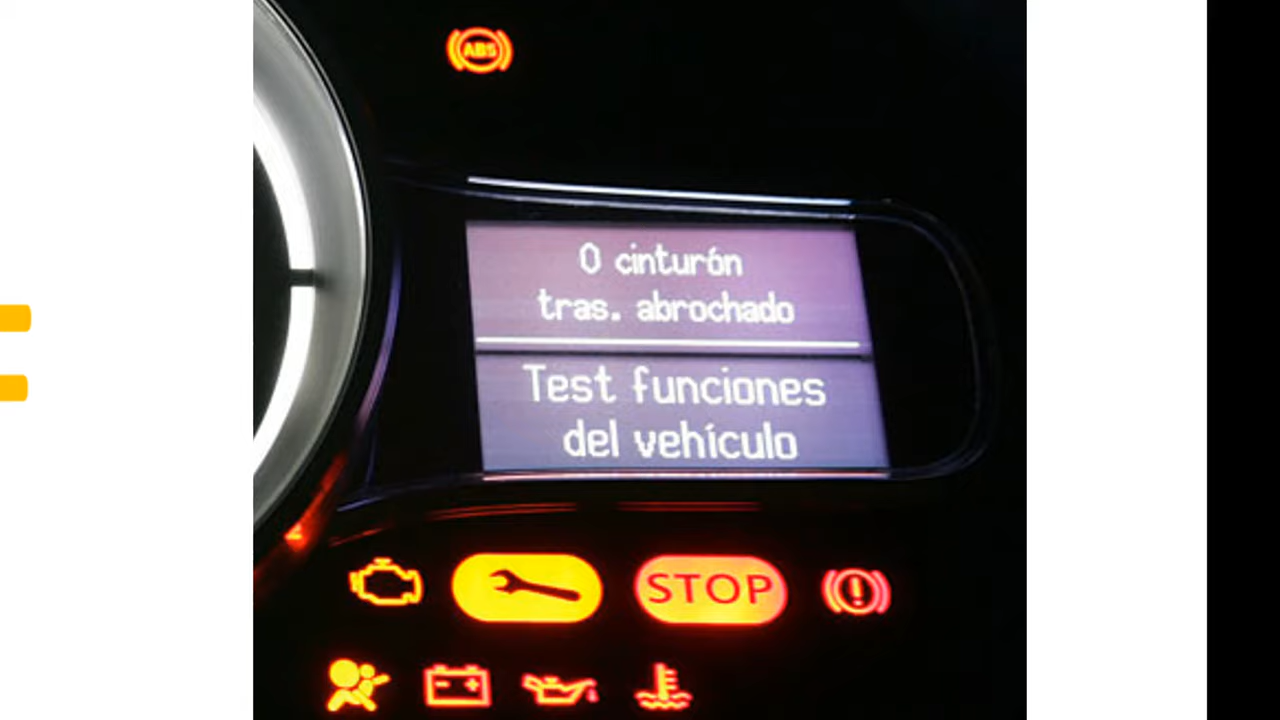 ABS
0 cinturón
tras. abrochado
Test funciones
del vehículo
STOP